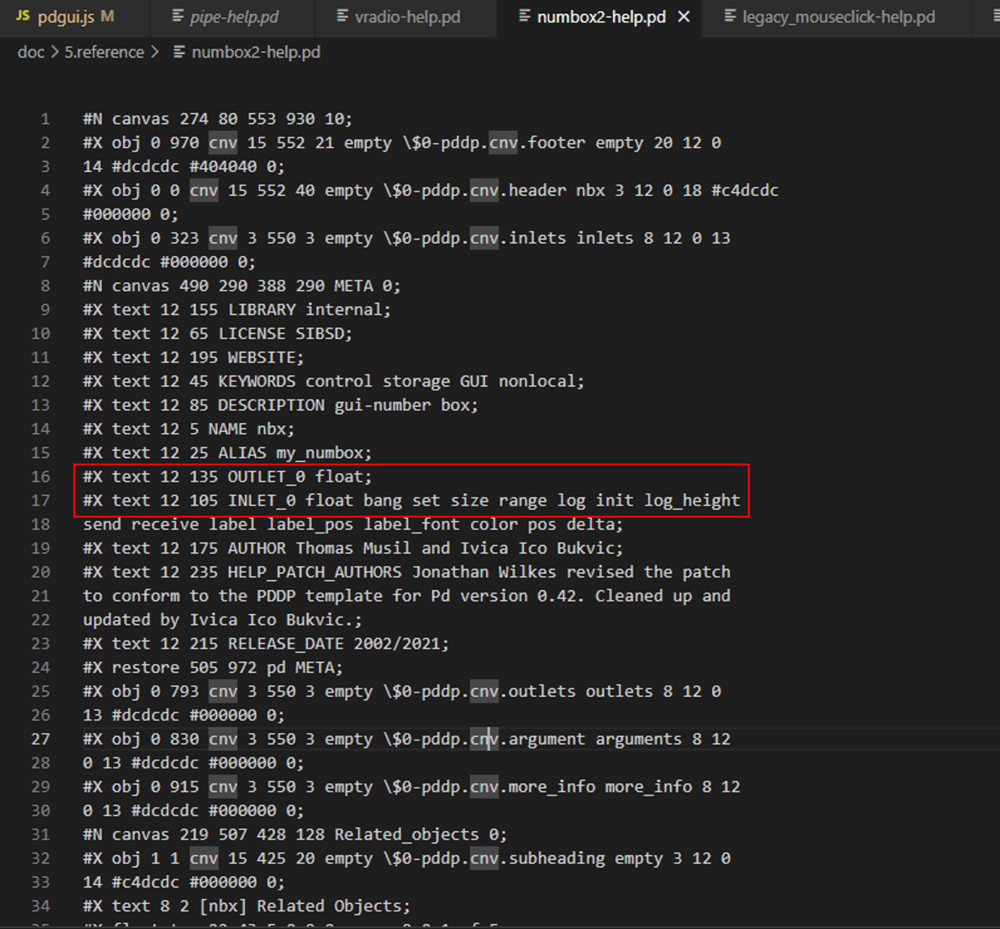 JS pdgui.js M pipe-help.pd vradio-help.pd numbox2-help.pd × legacy_mouseclick-help.pd
doc > 5.reference > numbox2-help.pd
1 #N canvas 274 80 553 930 10;
2 #X obj 0 970 cnv 15 552 21 empty \$0-pddp.cnv.footer empty 20 12 0
3 14 #dcdcdc #404040 0;
4 #X obj 0 0 cnv 15 552 40 empty \$0-pddp.cnv.header nbx 3 12 0 18 #c4dcdc
5 #000000 0;
6 #X obj 0 323 cnv 3 550 3 empty \$0-pddp.cnv.inlets inlets 8 12 0 13
7 #dcdcdc #000000 0;
8 #N canvas 490 290 388 290 META 0;
9 #X text 12 155 LIBRARY internal;
10 #X text 12 65 LICENSE SIBSD;
11 #X text 12 195 WEBSITE;
12 #X text 12 45 KEYWORDS control storage GUI nonlocal;
13 #X text 12 85 DESCRIPTION gui-number box;
14 #X text 12 5 NAME nbx;
15 #X text 12 25 ALIAS my_numbox;
16 #X text 12 135 OUTLET_0 float;
17 #X text 12 105 INLET_0 float bang set size range log init log_height
18 send receive label label_pos label_font color pos delta;
19 #X text 12 175 AUTHOR Thomas Musil and Ivica Ico Bukvic;
20 #X text 12 235 HELP_PATCH_AUTHORS Jonathan Wilkes revised the patch
21 to conform to the PDDP template for Pd version 0.42. Cleaned up and
22 updated by Ivica Ico Bukvic.;
23 #X text 12 215 RELEASE_DATE 2002/2021;
24 #X restore 505 972 pd META;
25 #X obj 0 793 cnv 3 550 3 empty \$0-pddp.cnv.outlets outlets 8 12 0
26 13 #dcdcdc #000000 0;
27 #X obj 0 830 cnv 3 550 3 empty \$0-pddp.cnv.argument arguments 8 12
28 0 13 #dcdcdc #000000 0;
29 #X obj 0 915 cnv 3 550 3 empty \$0-pddp.cnv.more_info more_info 8 12
30 0 13 #dcdcdc #000000 0;
31 #N canvas 219 507 428 128 Related_objects 0;
32 #X obj 1 1 cnv 15 425 20 empty \$0-pddp.cnv.subheading empty 3 12 0
33 14 #c4dcdc #000000 0;
34 #X text 8 2 [nbx] Related Objects;